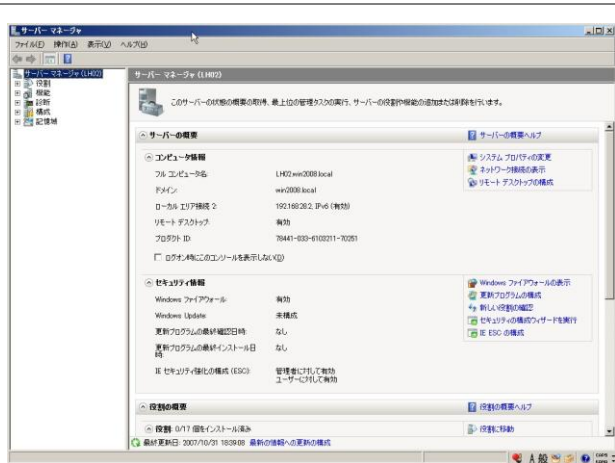 サーバー マネージャ
ファイル(F) 操作(A) 表示(V) ヘルプ(H)
サーバー マネージャ (LH02)
役割
機能
診断
構成
記憶域
サーバー マネージャ (LH02)
このサーバーの状態の概要の取得、最上位の管理タスクの実行、サーバーの役割や機能の追加または削除を行います。
サーバーの概要
サーバーの概要ヘルプ
コンピュータ情報
フル コンピュータ名: LH02.win2008.local
ドメイン: win2008.local
ローカル エリア接続 2: 192.168.28.2, IPv6 (有効)
リモート デスクトップ: 有効
プロダクト ID: 78441-033-6103211-70251
ログオン時にこのコンソールを表示しない(D)
システム プロパティの変更
ネットワーク接続の表示
リモート デスクトップの構成
セキュリティ情報
Windows ファイアウォール: 有効
Windows Update: 未構成
更新プログラムの最終確認日時: なし
更新プログラムの最終インストール日時: なし
IE セキュリティ強化の構成 (ESC): 管理者に対して有効
ユーザーに対して有効
Windows ファイアウォールの表示
更新プログラムの構成
新しい役割の確認
セキュリティの構成ウィザードを実行
IE ESC の構成
役割の概要
役割の概要ヘルプ
役割: 0/17 個をインストール済み
役割に移動
最終更新日: 2007/10/31 18:39:08 最新の情報への更新の構成
A 般
CAPS
KANA